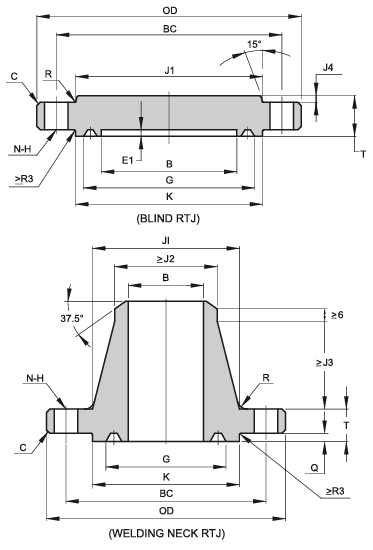 OD
BC
15°
C
R
J1
J4
N-H
E1
B
T
≥R3
G
K
(BLIND RTJ)
JI
≥J2
B
37.5°
≥6
≥J3
N-H
R
T
C
G
Q
K
≥R3
BC
OD
(WELDING NECK RTJ)